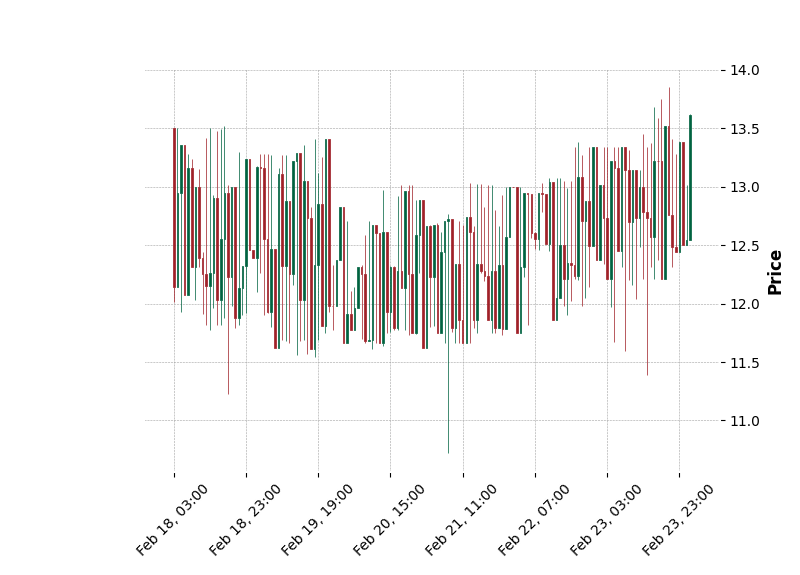 14.0
13.5
13.0
12.5
12.0
11.5
11.0
Price
Feb 18, 03:00
Feb 18, 23:00
Feb 19, 19:00
Feb 20, 15:00
Feb 21, 11:00
Feb 22, 07:00
Feb 23, 03:00
Feb 23, 23:00